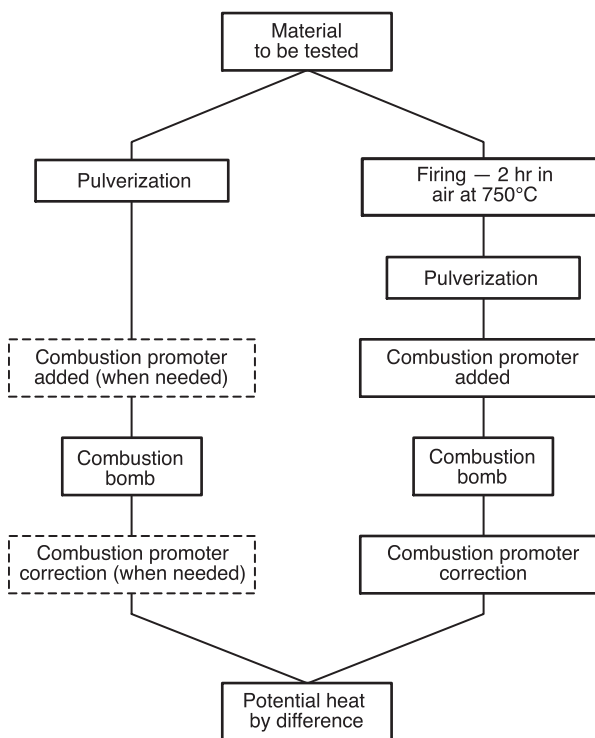 Material
to be tested
Pulverization
Firing — 2 hr in
air at 750°C
Pulverization
Combustion promoter
added (when needed)
Combustion promoter
added
Combustion
bomb
Combustion
bomb
Combustion promoter
correction (when needed)
Combustion promoter
correction
Potential heat
by difference